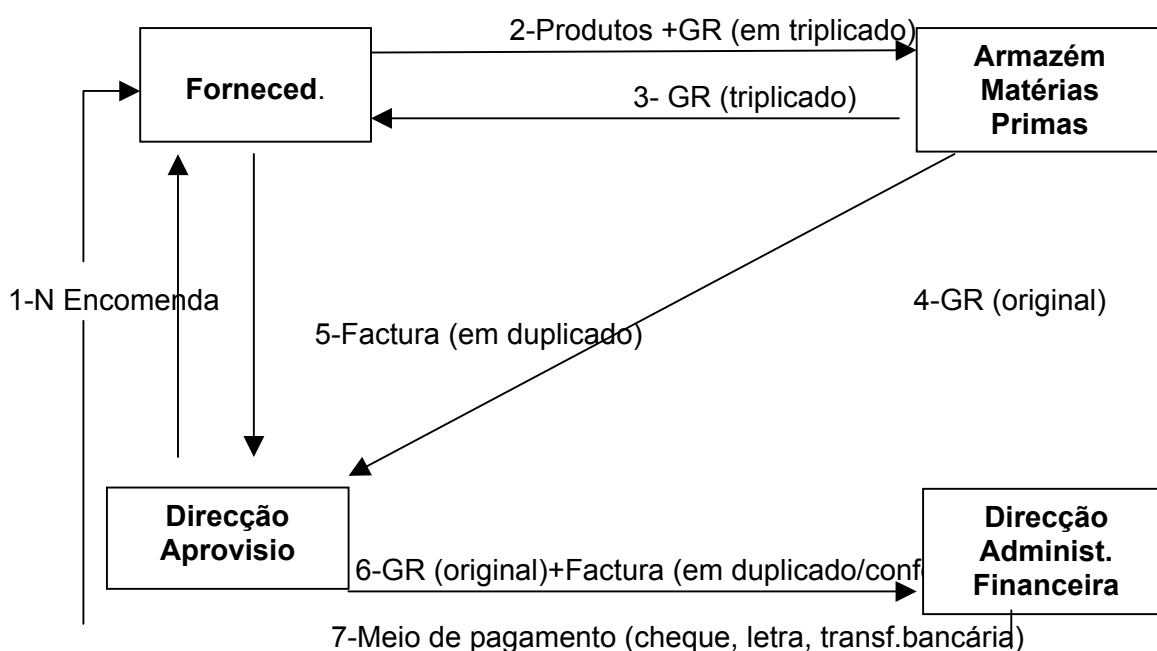 2-Produtos +GR (em triplicado)
Forneced.
Armazém
Matérias
Primas
3- GR (triplicado)
1-N Encomenda
4-GR (original)
5-Factura (em duplicado)
Direcção
Aprovisio
Direcção
Administ.
Financeira
6-GR (original)+Factura (em duplicado/conf
7-Meio de pagamento (cheque, letra, transf.bancária)